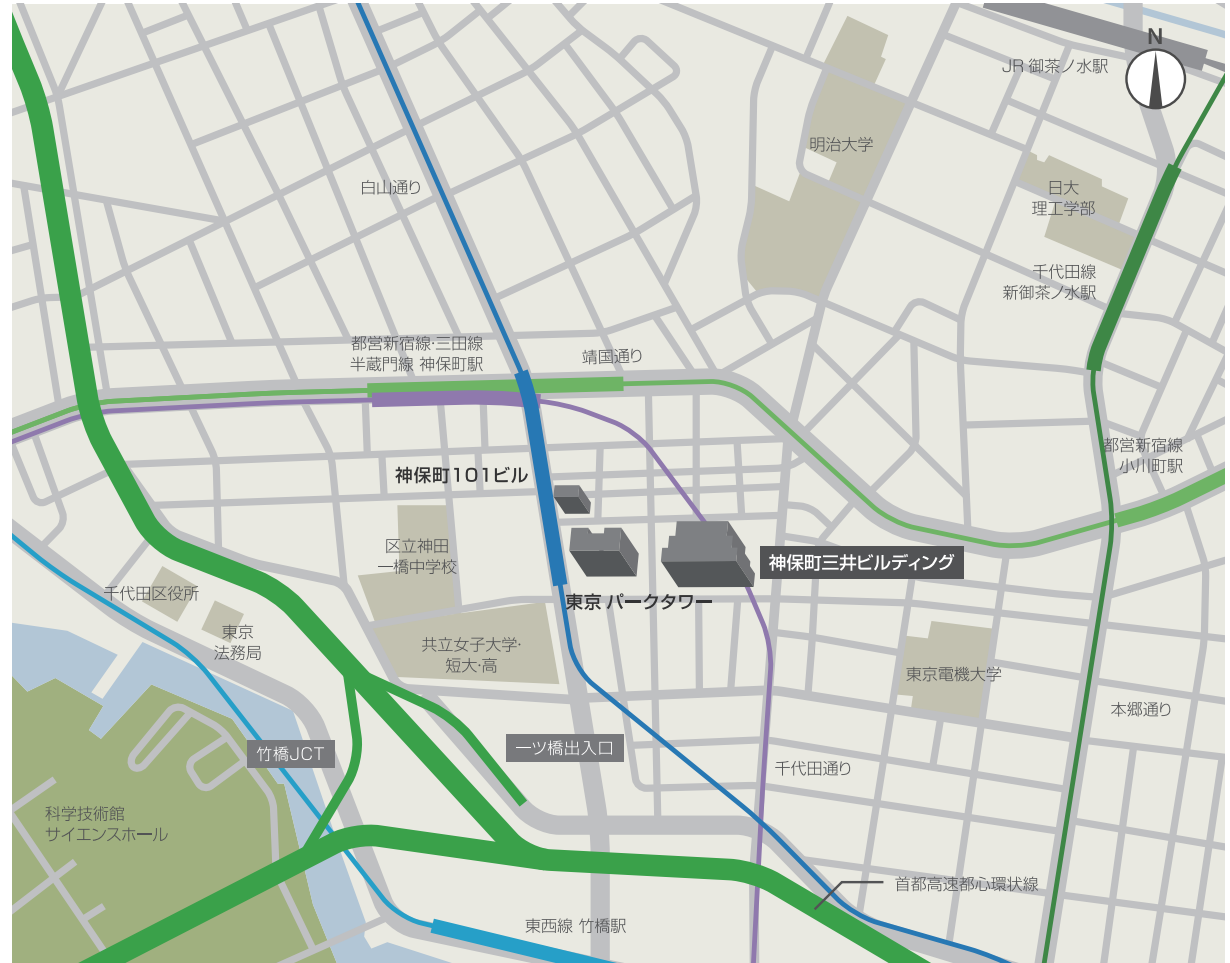 N
JR 御茶ノ水駅
明治大学
白山通り
日大
理工学部
千代田線
新御茶ノ水駅
都営新宿線・三田線
半蔵門線 神保町駅
靖国通り
都営新宿線
小川町駅
神保町101ビル
区立神田
一橋中学校
神保町三井ビルディング
千代田区役所
東京 パークタワー
東京
法務局
共立女子大学・
短大・高
東京電機大学
本郷通り
竹橋JCT
一ツ橋出入口
千代田通り
科学技術館
サイエンスホール
首都高速都心環状線
東西線 竹橋駅